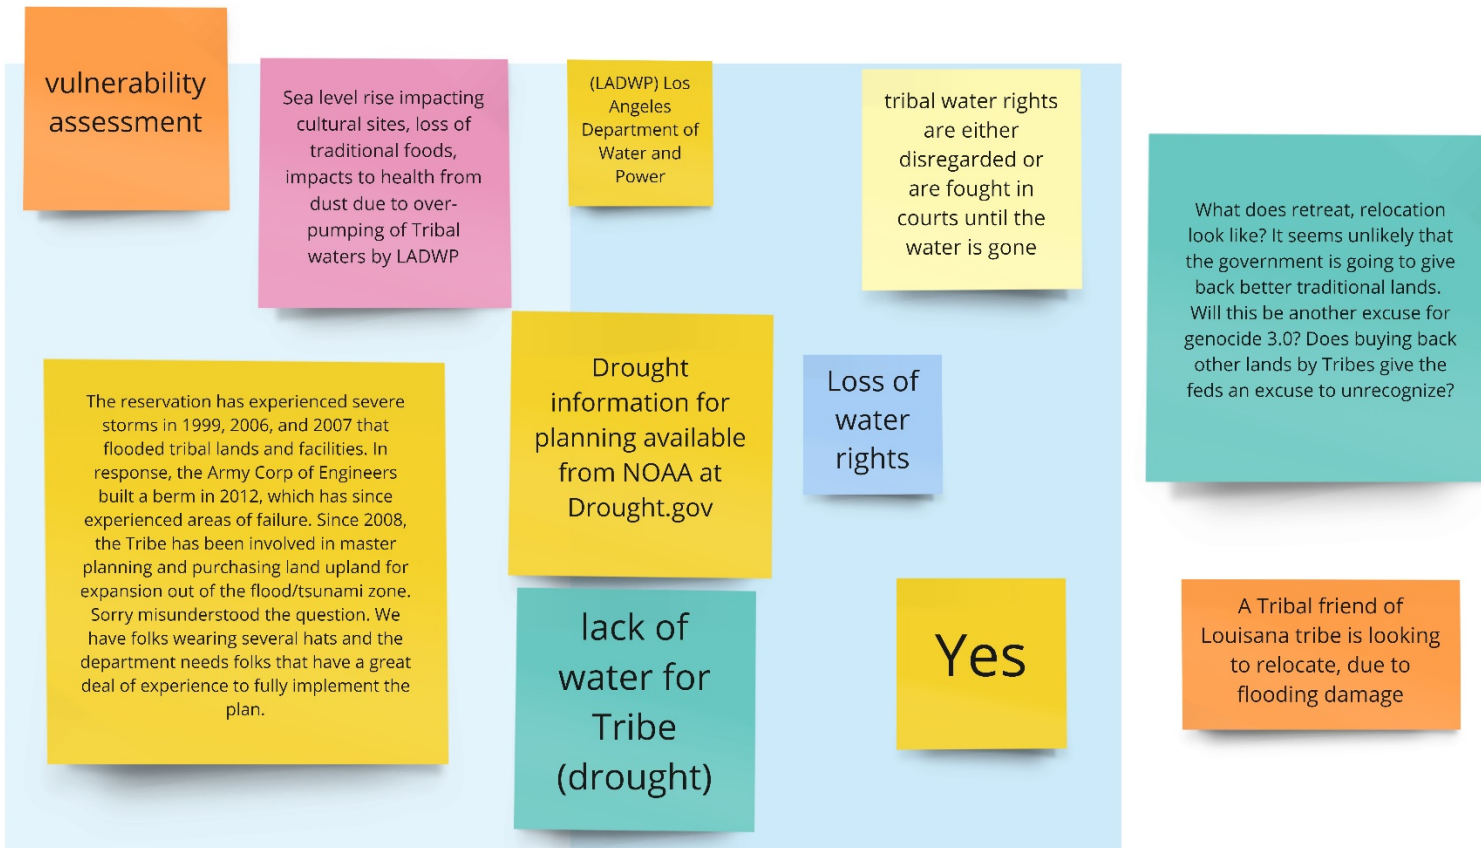 vulnerability
assessment
Sea level rise impacting
cultural sites, loss of
traditional foods,
impacts to health from
dust due to over-
pumping of Tribal
waters by LADWP
(LADWP) Los
Angeles
Department of
Water and
Power
tribal water rights
are either
disregarded or
are fought in
courts until the
water is gone
What does retreat, relocation
look like? It seems unlikely that
the government is going to give
back better traditional lands.
Will this be another excuse for
genocide 3.0? Does buying back
other lands by Tribes give the
feds an excuse to unrecognize?
The reservation has experienced severe
storms in 1999, 2006, and 2007 that
flooded tribal lands and facilities. In
response, the Army Corp of Engineers
built a berm in 2012, which has since
experienced areas of failure. Since 2008,
the Tribe has been involved in master
planning and purchasing land upland for
expansion out of the flood/tsunami zone.
Sorry misunderstood the question. We
have folks wearing several hats and the
department needs folks that have a great
deal of experience to fully implement the
plan.
Drought
information for
planning available
from NOAA at
Drought.gov
Loss of
water
rights
lack of
water for
Tribe
(drought)
Yes
A Tribal friend of
Louisana tribe is looking
to relocate, due to
flooding damage